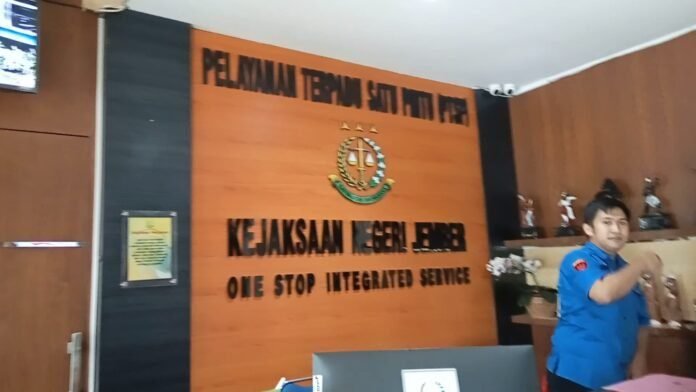 PELAYANAN TERPADU SATU PINTU (PTSP)
KEJAKSAAN NEGERI JEMBER
ONE STOP INTEGRATED SERVICE